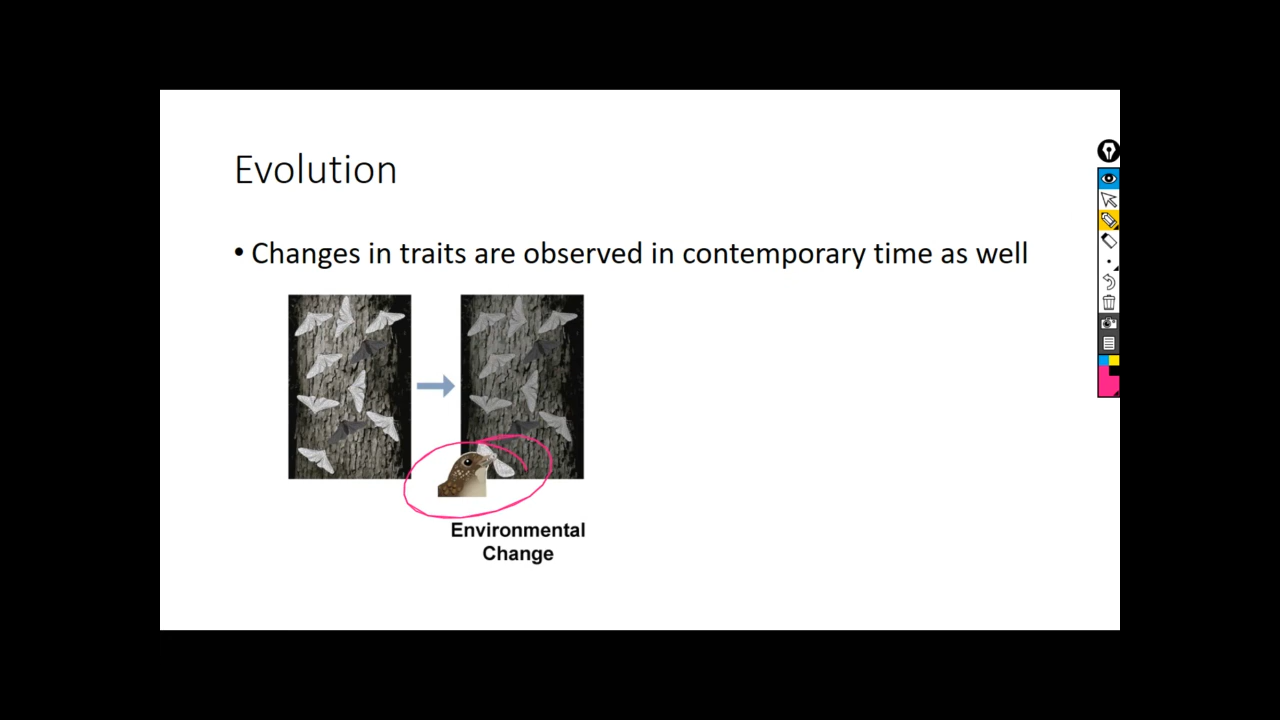 Evolution
• Changes in traits are observed in contemporary time as well
Environmental
Change